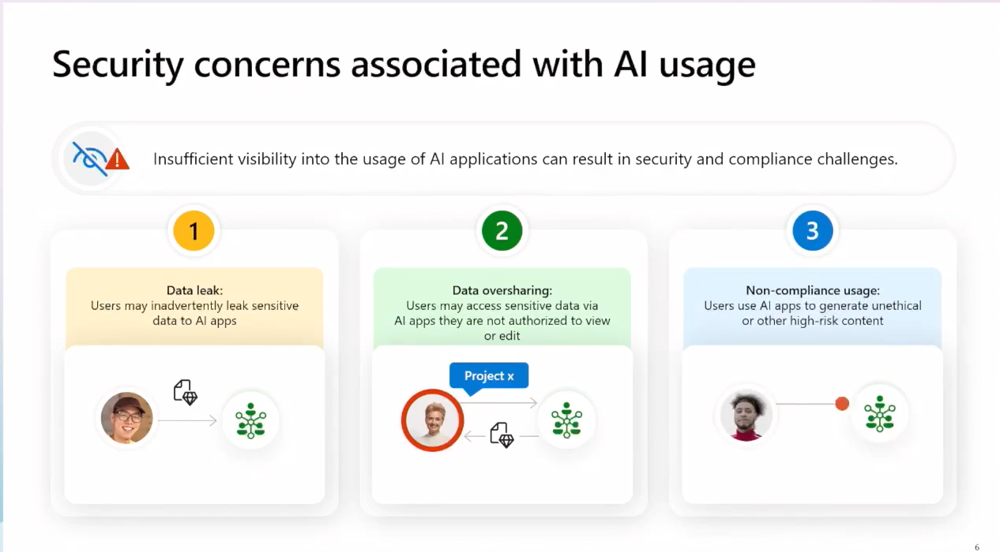 Security concerns associated with AI usage
Insufficient visibility into the usage of AI applications can result in security and compliance challenges.
1
Data leak:
Users may inadvertently leak sensitive
data to AI apps
2
Data oversharing:
Users may access sensitive data via
AI apps they are not authorized to view
or edit
Project x
3
Non-compliance usage:
Users use AI apps to generate unethical
or other high-risk content
6